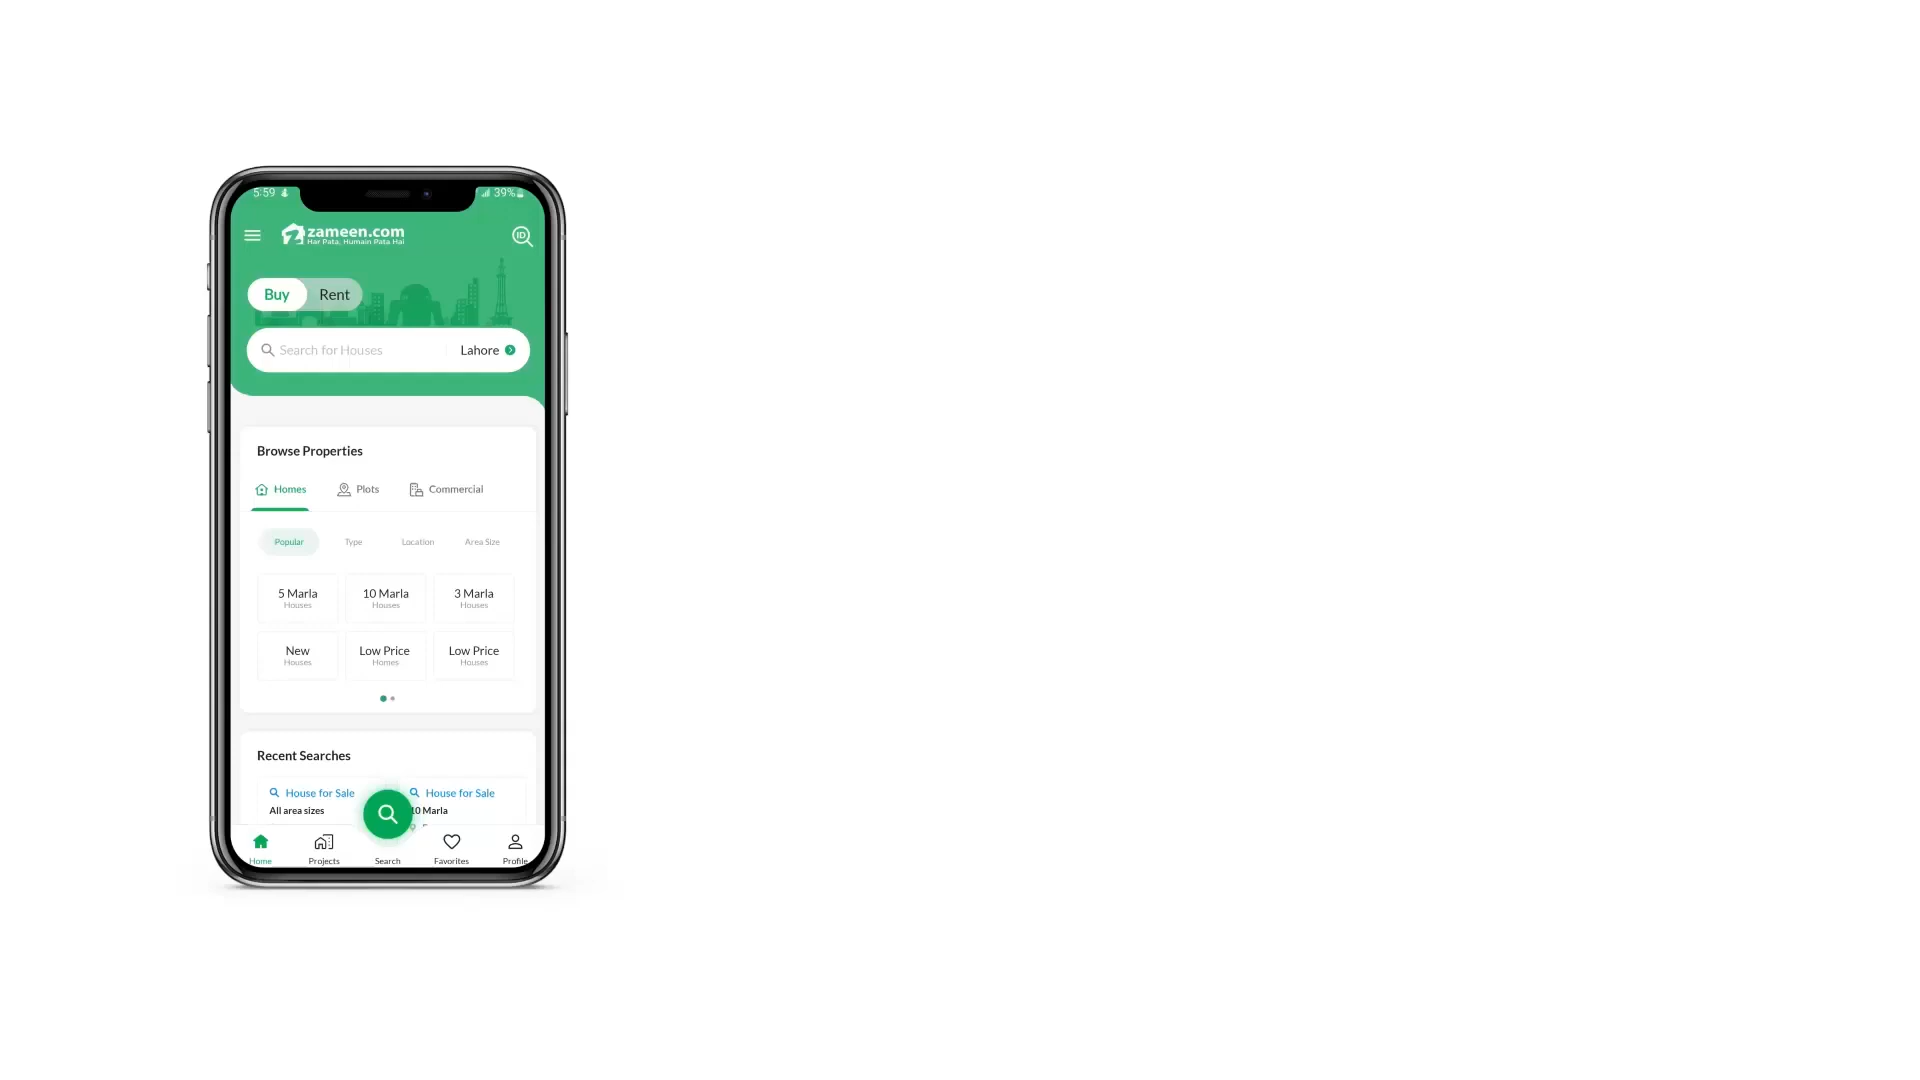 5:59 39%
zameen.com
Har Pata, Humain Pata Hai
ID
Buy Rent
Search for Houses Lahore
Browse Properties
Homes Plots Commercial
Popular Type Location Area Size
5 Marla 10 Marla 3 Marla
Houses Houses Houses
New Low Price Low Price
Houses Homes Houses
Recent Searches
House for Sale House for Sale
All area sizes 10 Marla
Home Projects Search Favorites Profile